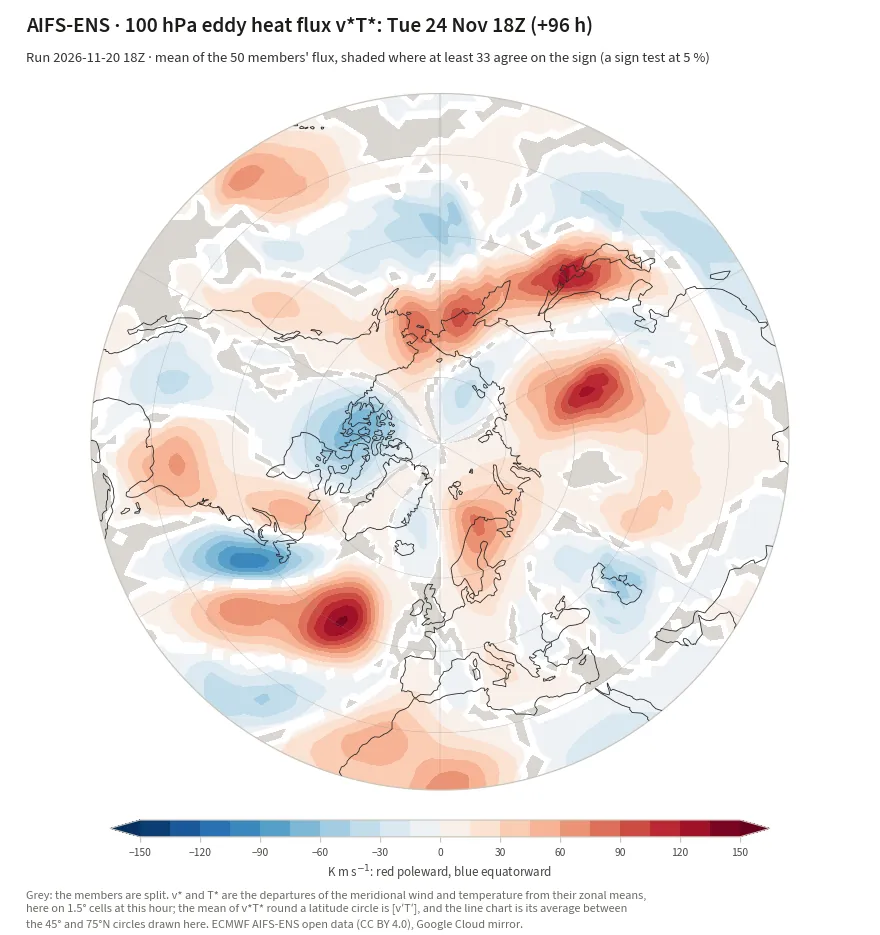 AIFS-ENS · 100 hPa eddy heat flux v*T*: Tue 24 Nov 18Z (+96 h)
Run 2026-11-20 18Z · mean of the 50 members' flux, shaded where at least 33 agree on the sign (a sign test at 5 %)
−150 −120 −90 −60 −30 0 30 60 90 120 150
K m s⁻¹: red poleward, blue equatorward
Grey: the members are split. v* and T* are the departures of the meridional wind and temperature from their zonal means,
here on 1.5° cells at this hour; the mean of v*T* round a latitude circle is [v′T′], and the line chart is its average between
the 45° and 75°N circles drawn here. ECMWF AIFS-ENS open data (CC BY 4.0), Google Cloud mirror.